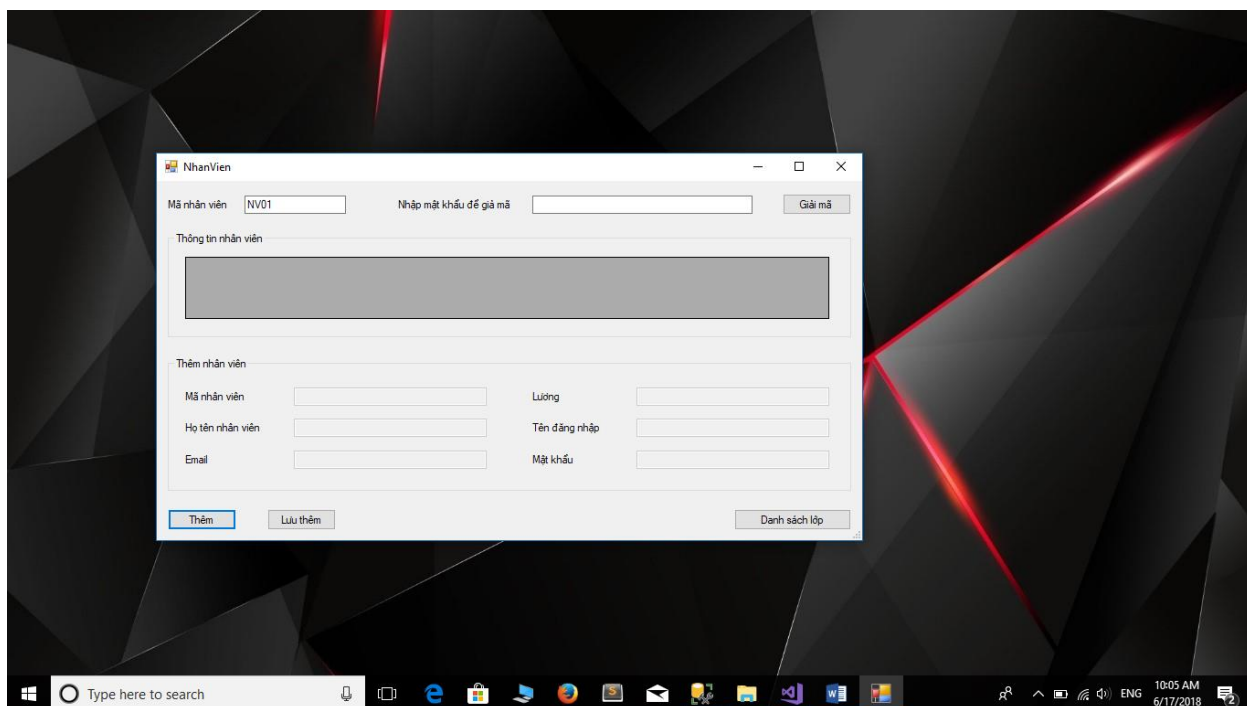 NhanVien
Mã nhân viên NV01 Nhập mật khẩu để giả mã Giải mã
Thông tin nhân viên
Thêm nhân viên
Mã nhân viên Lương
Họ tên nhân viên Tên đăng nhập
Email Mật khẩu
Thêm Lưu thêm Danh sách lớp
Type here to search ENG 10:05 AM
6/17/2018 2